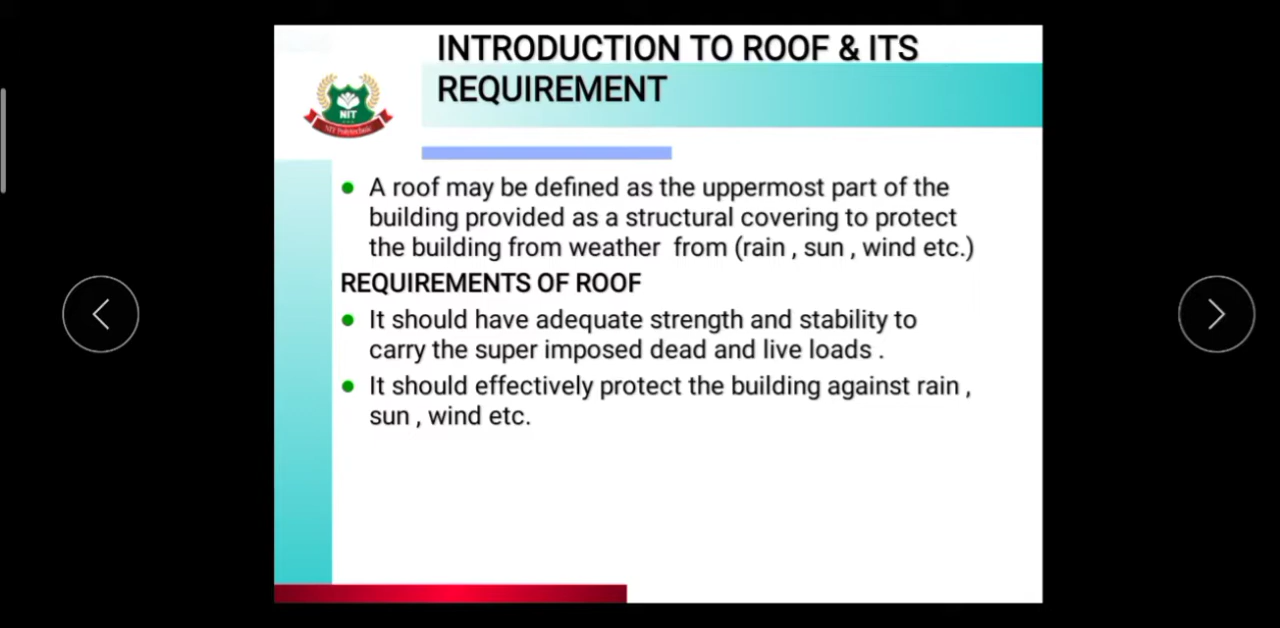 INTRODUCTION TO ROOF & ITS
REQUIREMENT
NIT
NIT Polytechnic
A roof may be defined as the uppermost part of the
building provided as a structural covering to protect
the building from weather from (rain , sun , wind etc.)
REQUIREMENTS OF ROOF
It should have adequate strength and stability to
carry the super imposed dead and live loads .
It should effectively protect the building against rain ,
sun , wind etc.